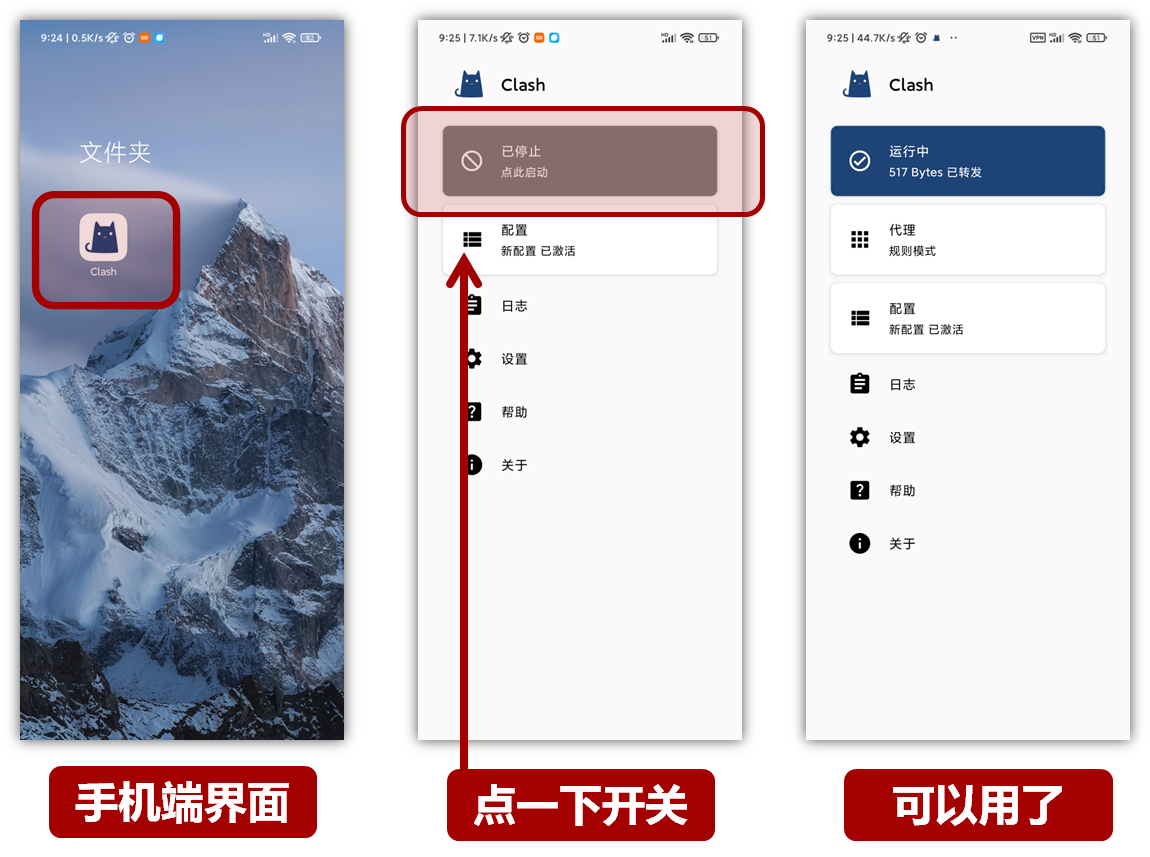 9:24 | 0.5K/s
HD
52
文件夹
Clash
手机端界面
9:25 | 7.1K/s
HD
51
Clash
已停止
点此启动
配置
新配置 已激活
日志
设置
帮助
关于
点一下开关
9:25 | 44.7K/s
VPN
HD
51
Clash
运行中
517 Bytes 已转发
代理
规则模式
配置
新配置 已激活
日志
设置
帮助
关于
可以用了